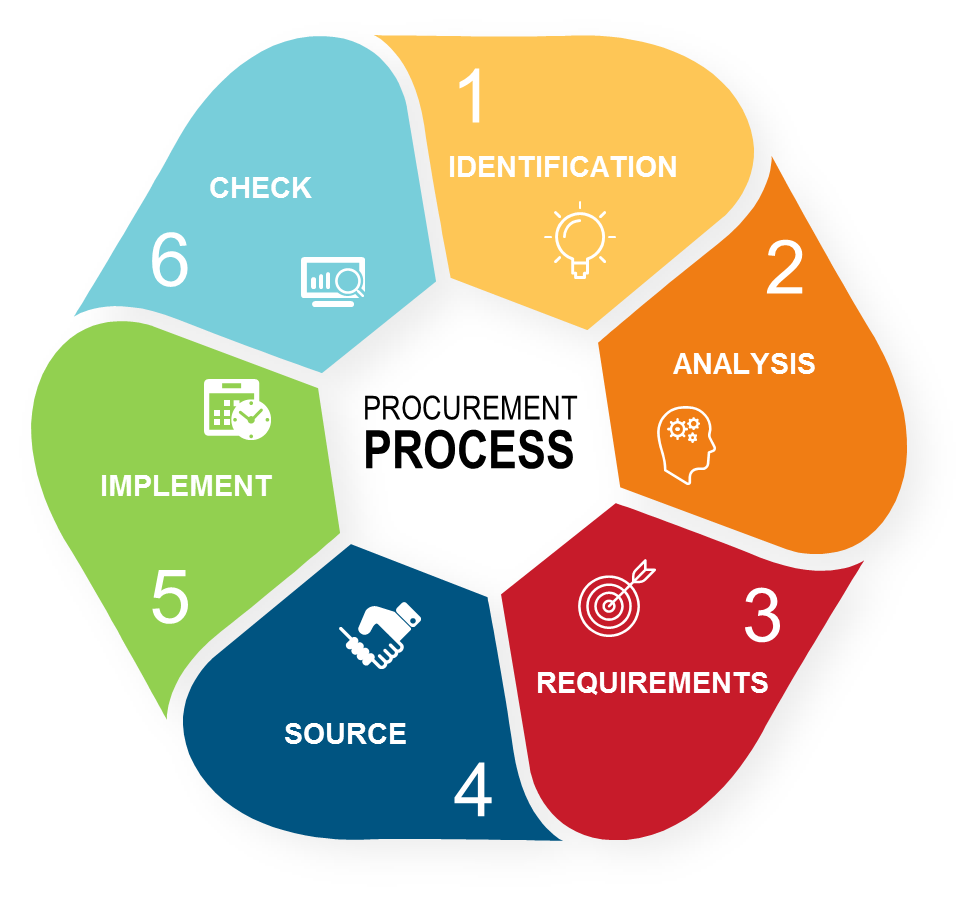 PROCUREMENT
PROCESS
1
IDENTIFICATION
2
ANALYSIS
3
REQUIREMENTS
4
SOURCE
5
IMPLEMENT
6
CHECK